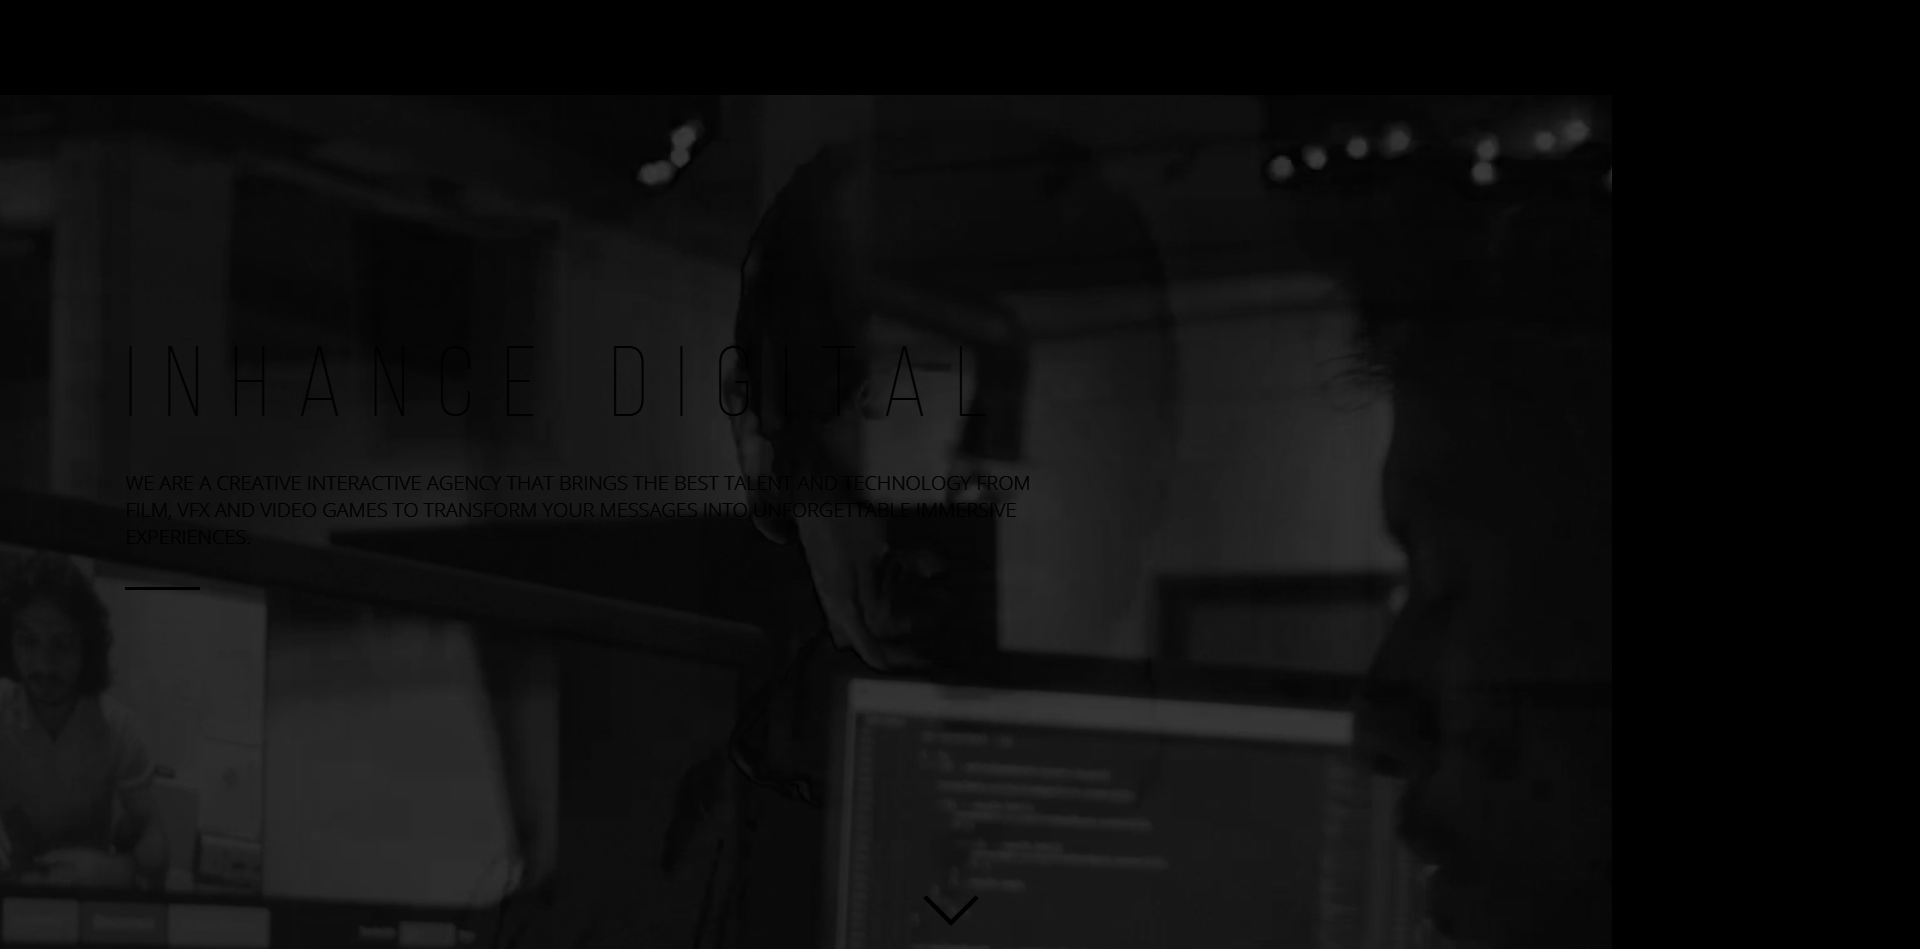 INHANCE DIGITAL
WE ARE A CREATIVE INTERACTIVE AGENCY THAT BRINGS THE BEST TALENT AND TECHNOLOGY FROM
FILM, VFX AND VIDEO GAMES TO TRANSFORM YOUR MESSAGES INTO UNFORGETTABLE IMMERSIVE
EXPERIENCES.